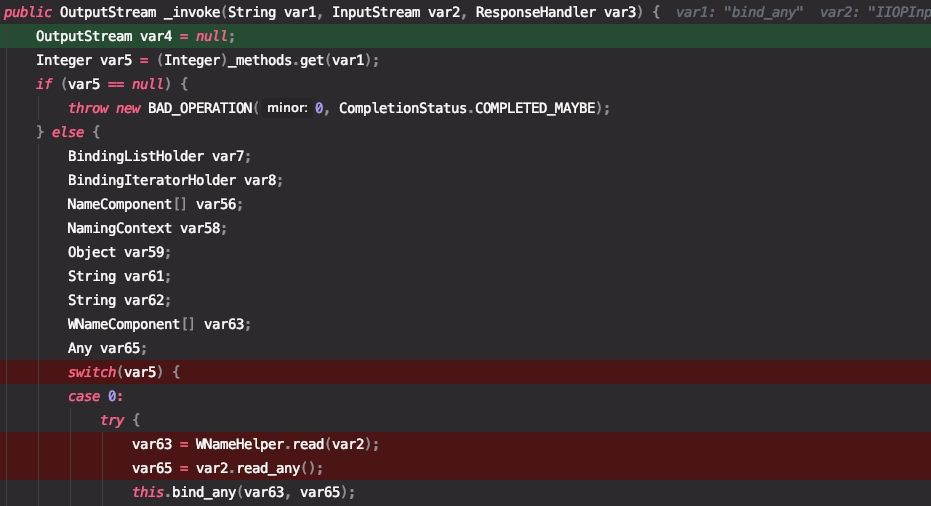 public OutputStream _invoke(String var1, InputStream var2, ResponseHandler var3) { var1: "bind_any" var2: "IIOPInp
OutputStream var4 = null;
Integer var5 = (Integer)_methods.get(var1);
if (var5 == null) {
throw new BAD_OPERATION( minor: 0, CompletionStatus.COMPLETED_MAYBE);
} else {
BindingListHolder var7;
BindingIteratorHolder var8;
NameComponent[] var56;
NamingContext var58;
Object var59;
String var61;
String var62;
WNameComponent[] var63;
Any var65;
switch(var5) {
case 0:
try {
var63 = WNameHelper.read(var2);
var65 = var2.read_any();
this.bind_any(var63, var65);